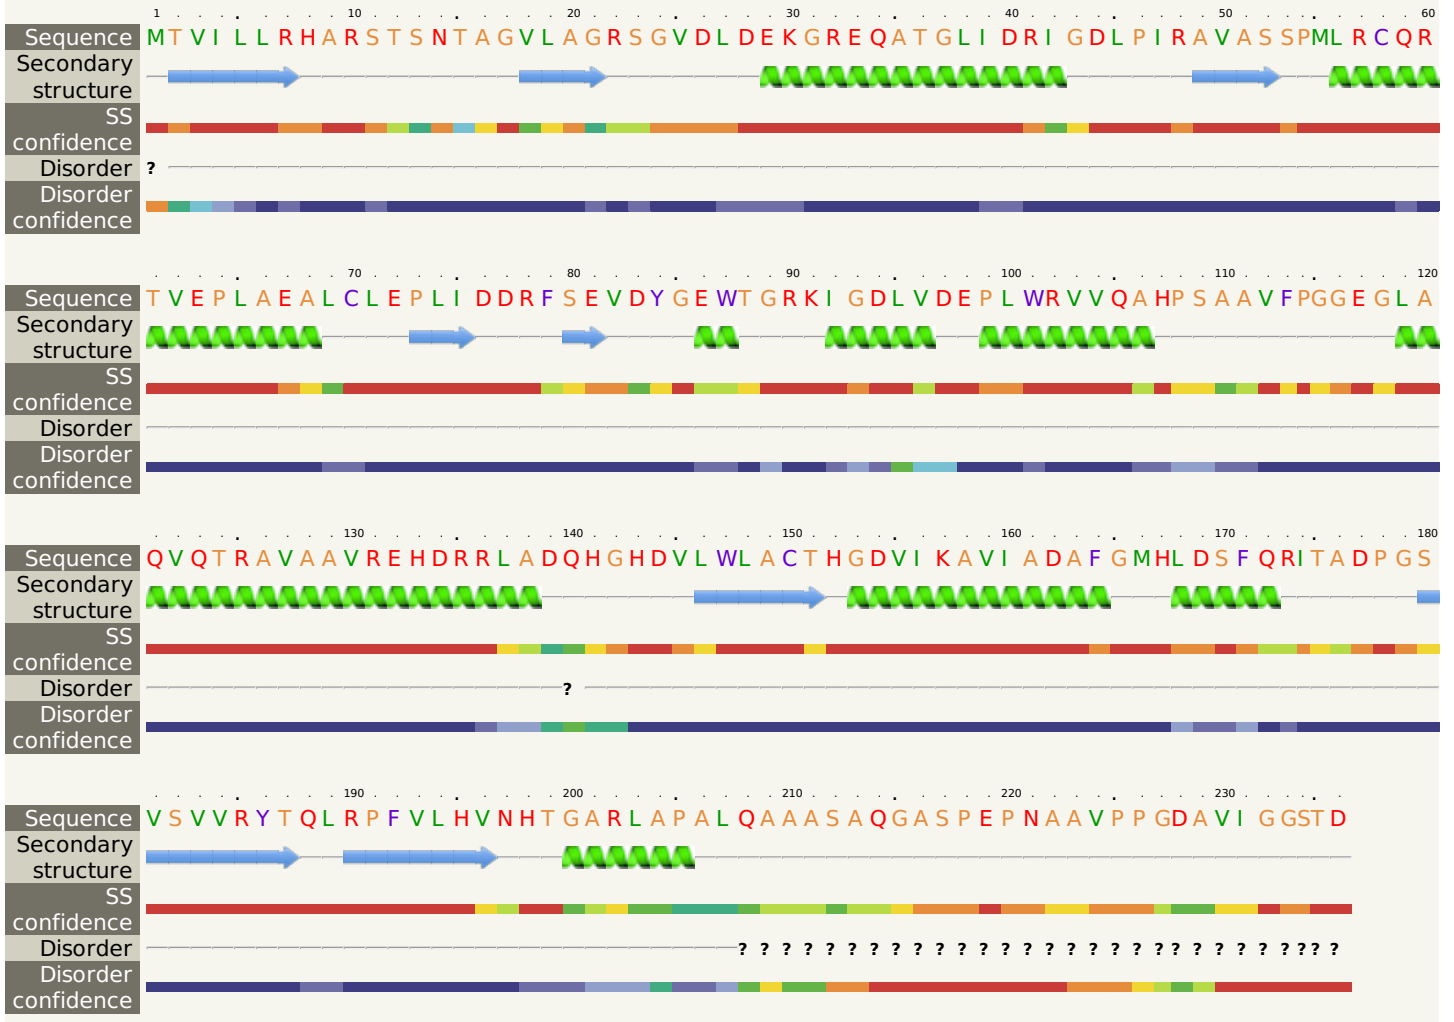 1 10 20 30 40 50 60
Sequence MTVILLRHARSTSNTAGVLAGRSGVDLDEKGREQATGLIDRIGDLPIRAVASSPMLRCQR
Secondary
structure
SS
confidence
Disorder ?
Disorder
confidence
70 80 90 100 110 120
Sequence TVEPLAEALCLEPLIDDRFSEVDYGEWTGRKIGDLVDEPLWRVVQAHPSAAVFPGGEGLA
Secondary
structure
SS
confidence
Disorder
Disorder
confidence
130 140 150 160 170 180
Sequence QVQTRAVAAVREHDRRLADQHGHDVLWLACTHGDVIKAVIADAFGMHLDSFQRITADPGS
Secondary
structure
SS
confidence
Disorder ?
Disorder
confidence
190 200 210 220 230
Sequence VSVVRYTQLRPFVLHVNHTGARLAPALQAAASAQGASPEPNAAVPPGDAVIGGSTD
Secondary
structure
SS
confidence
Disorder ? ? ? ? ? ? ? ? ? ? ? ? ? ? ? ? ? ? ? ? ? ? ? ? ? ? ? ?
Disorder
confidence